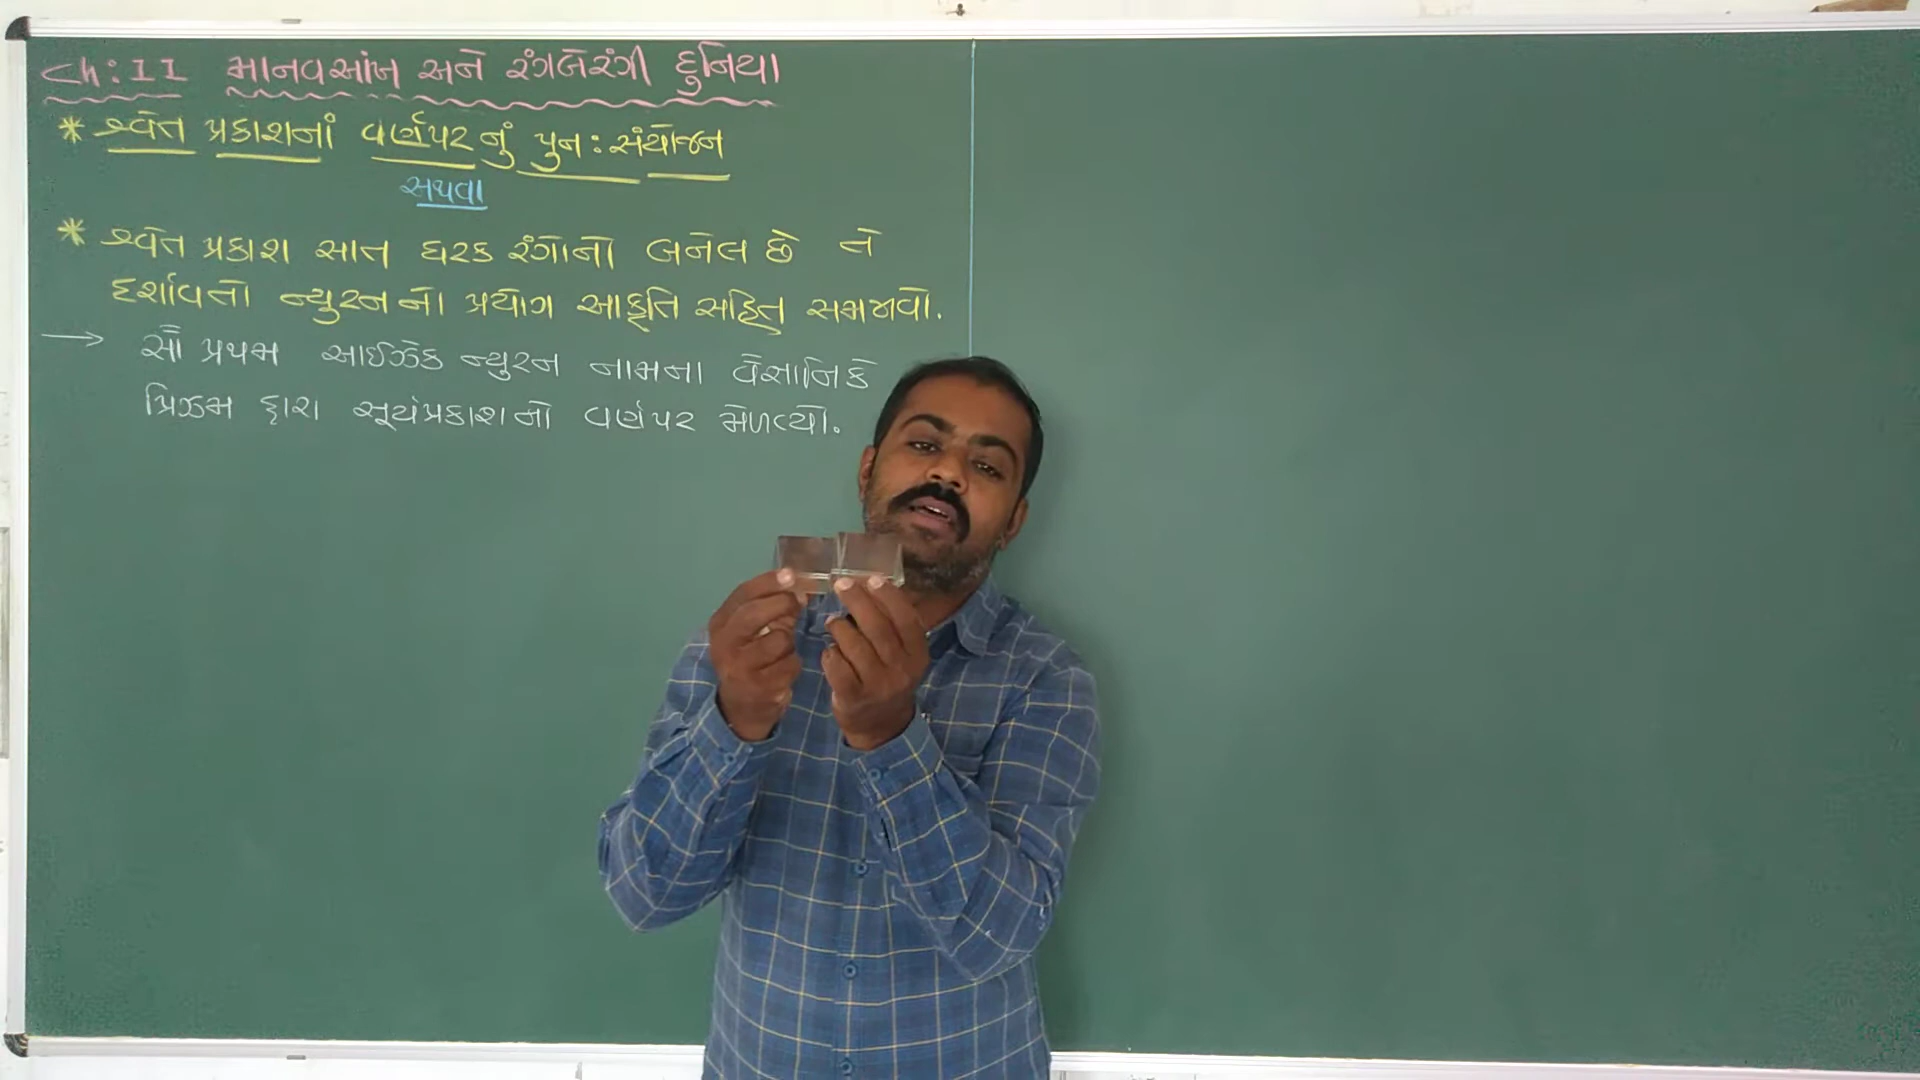 Ch: II માનવઆંખ અને રંગબેરંગી દુનિયા
* શ્વેત પ્રકાશનાં વર્ણપટનું પુન: સંયોજન
અથવા
* શ્વેત પ્રકાશ સાત ઘટક રંગોનો બનેલ છે તે
દર્શાવતો ન્યુટનનો પ્રયોગ આકૃતિ સહિત સમજાવો.
→ સૌ પ્રથમ આઈઝેક ન્યુટન નામના વૈજ્ઞાનિકે
પ્રિઝમ દ્વારા સૂર્યપ્રકાશનો વર્ણપટ મેળવ્યો.